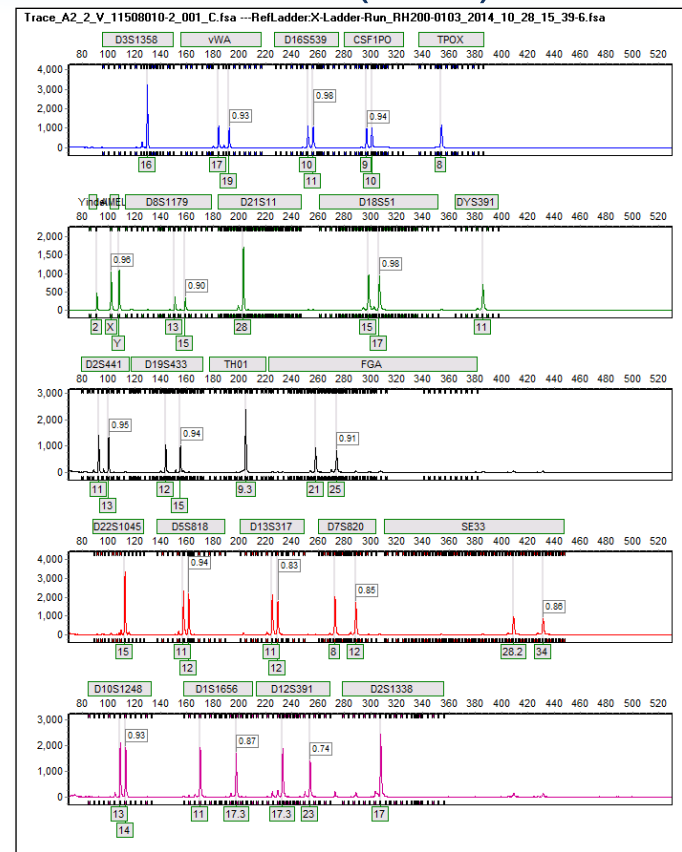 Trace_A2_2_V_11508010-2_001_C.fsa ---RefLadder:X-Ladder-Run_RH200-0103_2014_10_28_15_39-6.fsa
D3S1358 vWA D16S539 CSF1PO TPOX
80 120 160 200 240 280 320 360 400 440 480 520
4,000
3,000
2,000
1,000
0
0.93 0.98 0.94
16 17 10 9 8
19 11 10
D8S1179 D21S11 D18S51 DYS391
80 100 120 140 160 180 200 220 240 260 280 300 320 340 360 380 400 420 440 460 480 500 520
2,000
1,500
1,000
500
0
0.96 0.90 0.98
2 X 13 28 15 11
Y 15 17
D2S441 D19S433 TH01 FGA
80 100 120 140 160 180 200 220 240 260 280 300 320 340 360 380 400 420 440 460 480 500 520
3,000
2,000
1,000
0
0.95 0.94 0.91
11 12 9.3 21 25
13 15
D22S1045 D5S818 D13S317 D7S820 SE33
80 100 120 140 160 180 200 220 240 260 280 300 320 340 360 380 400 420 440 460 480 500 520
4,000
3,000
2,000
1,000
0
0.94 0.83 0.85 0.86
15 11 11 8 12 28.2 34
12 12
D10S1248 D1S1656 D12S391 D2S1338
80 100 120 140 160 180 200 220 240 260 280 300 320 340 360 380 400 420 440 460 480 500 520
3,000
2,000
1,000
0
0.93 0.87 0.74
13 11 17.3 17.3 23 17
14